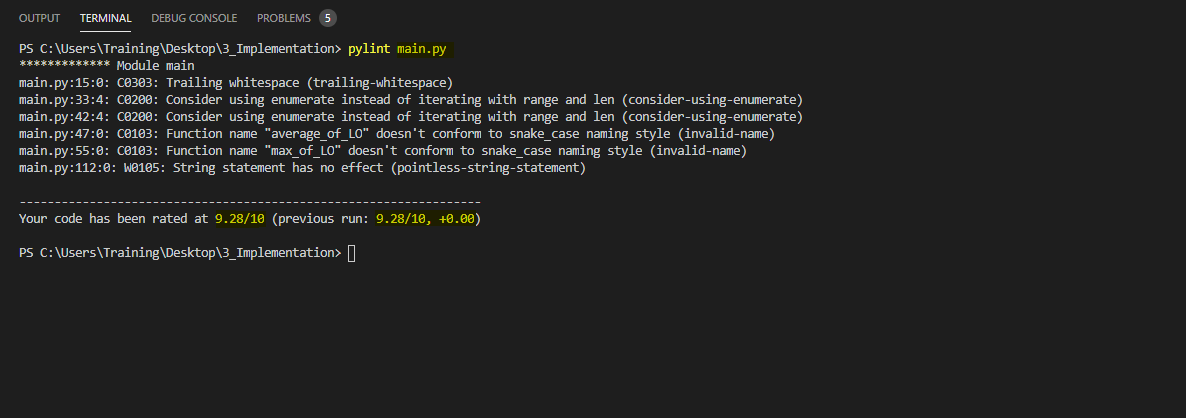 OUTPUT TERMINAL DEBUG CONSOLE PROBLEMS 5
PS C:\Users\Training\Desktop\3_Implementation> pylint main.py
************* Module main
main.py:15:0: C0303: Trailing whitespace (trailing-whitespace)
main.py:33:4: C0200: Consider using enumerate instead of iterating with range and len (consider-using-enumerate)
main.py:42:4: C0200: Consider using enumerate instead of iterating with range and len (consider-using-enumerate)
main.py:47:0: C0103: Function name "average_of_LO" doesn't conform to snake_case naming style (invalid-name)
main.py:55:0: C0103: Function name "max_of_LO" doesn't conform to snake_case naming style (invalid-name)
main.py:112:0: W0105: String statement has no effect (pointless-string-statement)
------------------------------------------------------------------
Your code has been rated at 9.28/10 (previous run: 9.28/10, +0.00)
PS C:\Users\Training\Desktop\3_Implementation>